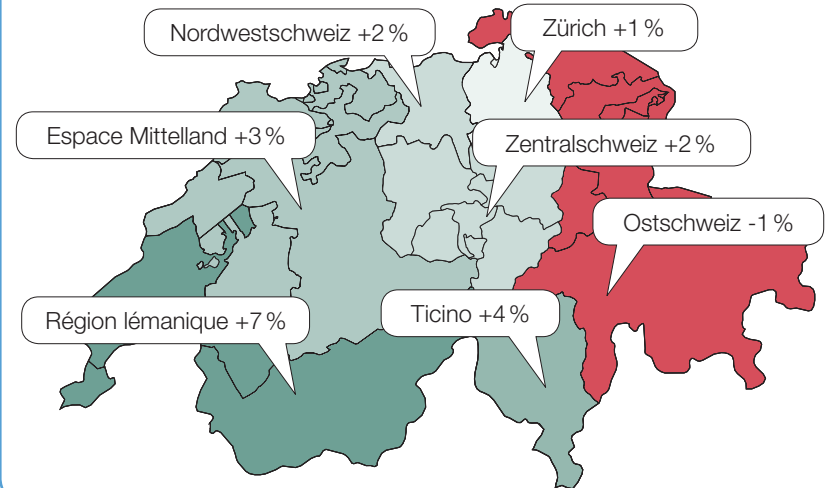 Nordwestschweiz +2 %
Zürich +1 %
Espace Mittelland +3 %
Zentralschweiz +2 %
Ostschweiz -1 %
Région lémanique +7 %
Ticino +4 %